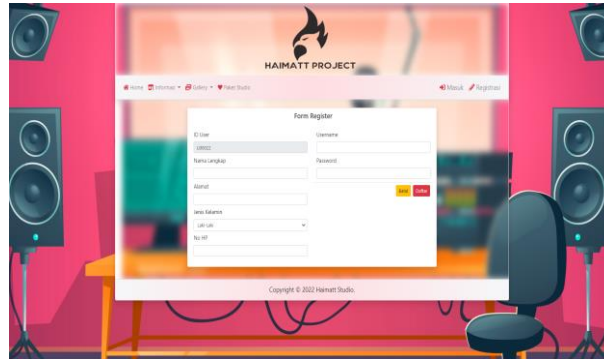 HAIMATT PROJECT
Home Informasi Gallery Paket Studio Masuk Registrasi
Form Register
ID User Username
Nama Lengkap Password
Alamat
Batal Daftar
Jenis Kelamin
Laki-Laki
No HP
Copyright © 2022 Haimatt Studio.